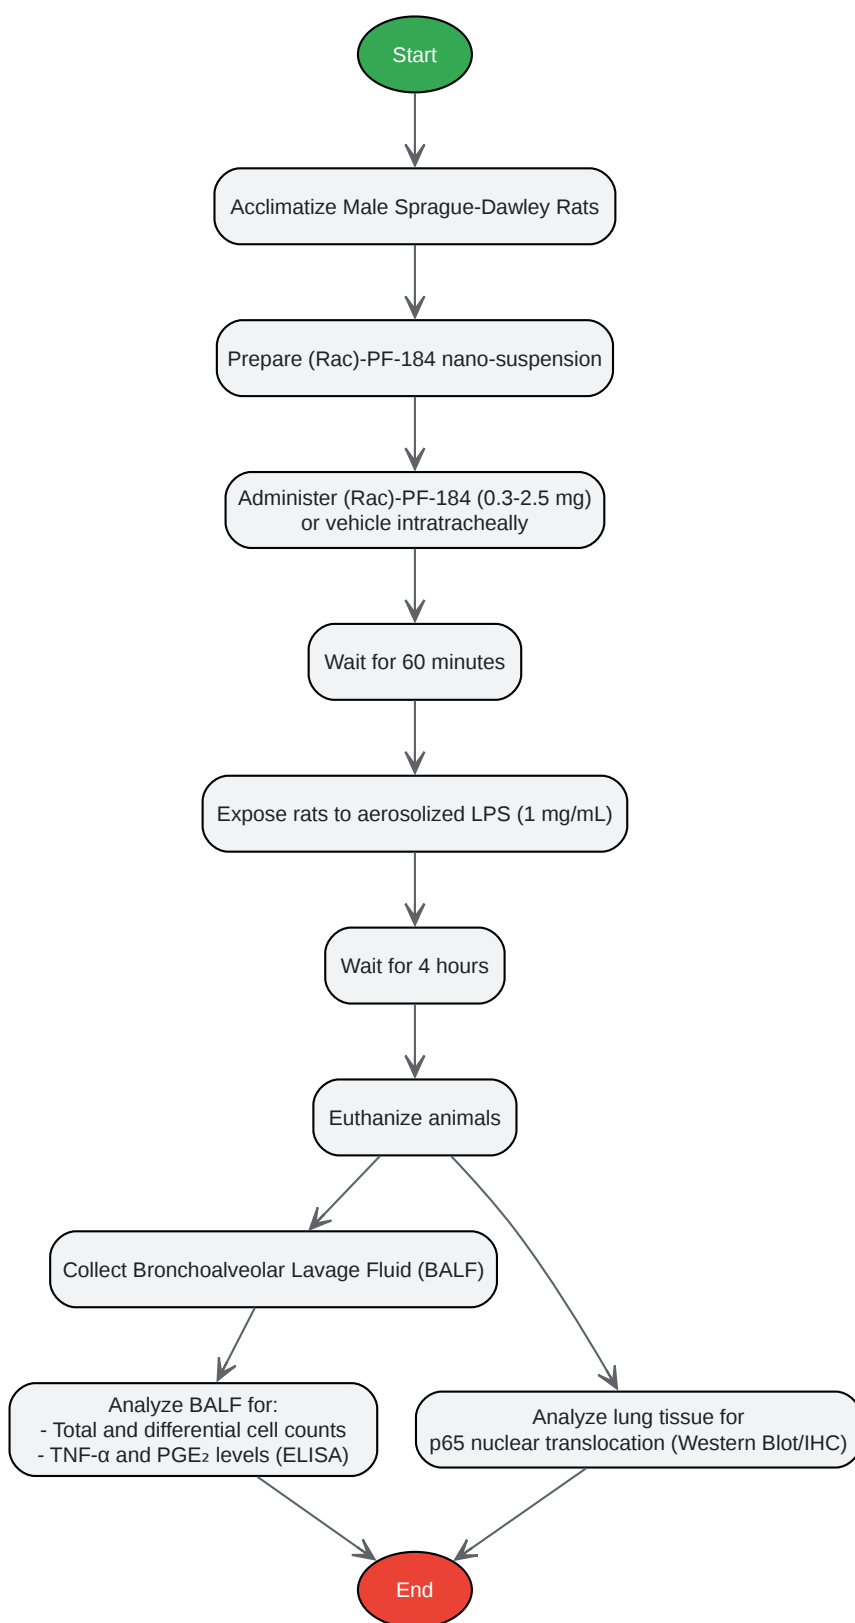 Start
Acclimatize Male Sprague-Dawley Rats
Prepare (Rac)-PF-184 nano-suspension
Administer (Rac)-PF-184 (0.3-2.5 mg)
or vehicle intratracheally
Wait for 60 minutes
Expose rats to aerosolized LPS (1 mg/mL)
Wait for 4 hours
Euthanize animals
Collect Bronchoalveolar Lavage Fluid (BALF)
Analyze BALF for:
- Total and differential cell counts
- TNF-α and PGE₂ levels (ELISA)
Analyze lung tissue for
p65 nuclear translocation (Western Blot/IHC)
End